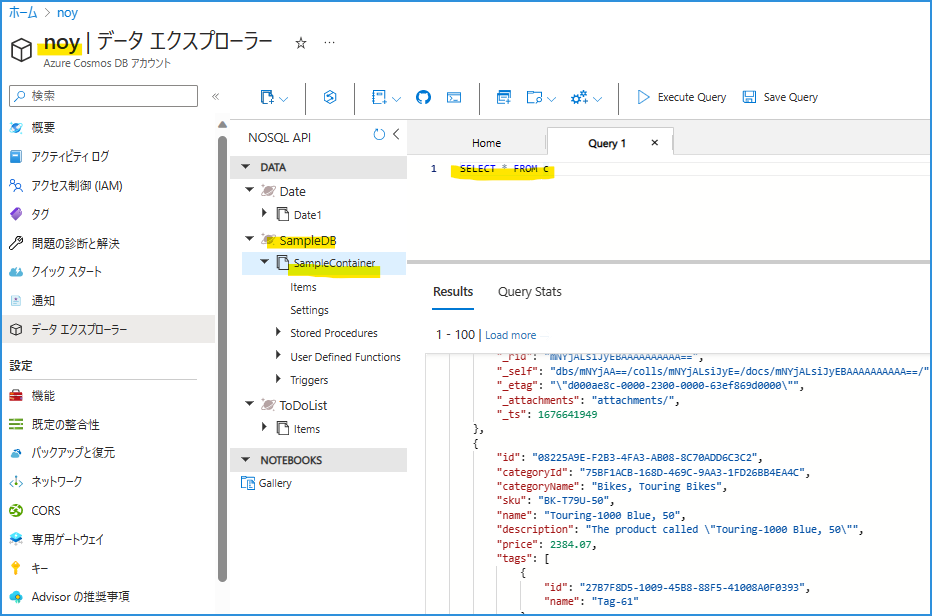 ホーム > noy
noy | データ エクスプローラー ☆ …
Azure Cosmos DB アカウント
検索 «
概要
アクティビティ ログ
アクセス制御 (IAM)
タグ
問題の診断と解決
クイック スタート
通知
データ エクスプローラー
設定
機能
既定の整合性
バックアップと復元
ネットワーク
CORS
専用ゲートウェイ
キー
Advisor の推奨事項
Execute Query Save Query
NOSQL API
DATA
Date
Date1
SampleDB
SampleContainer
Items
Settings
Stored Procedures
User Defined Functions
Triggers
ToDoList
Items
NOTEBOOKS
Gallery
Home Query 1 ×
1 SELECT * FROM c
Results Query Stats
1 - 100 | Load more
"_rid": "mNYjALsiJyEBAAAAAAAAAA==",
"_self": "dbs/mNYjAA==/colls/mNYjALsiJyE=/docs/mNYjALsiJyEBAAAAAAAAAA==/"
"_etag": "\"d000ae8c-0000-2300-0000-63ef869d0000\"",
"_attachments": "attachments/",
"_ts": 1676641949
},
{
"id": "08225A9E-F2B3-4FA3-AB08-8C70ADD6C3C2",
"categoryId": "75BF1ACB-168D-469C-9AA3-1FD26BB4EA4C",
"categoryName": "Bikes, Touring Bikes",
"sku": "BK-T79U-50",
"name": "Touring-1000 Blue, 50",
"description": "The product called \"Touring-1000 Blue, 50\"",
"price": 2384.07,
"tags": [
{
"id": "27B7F8D5-1009-45B8-88F5-41008A0F0393",
"name": "Tag-61"